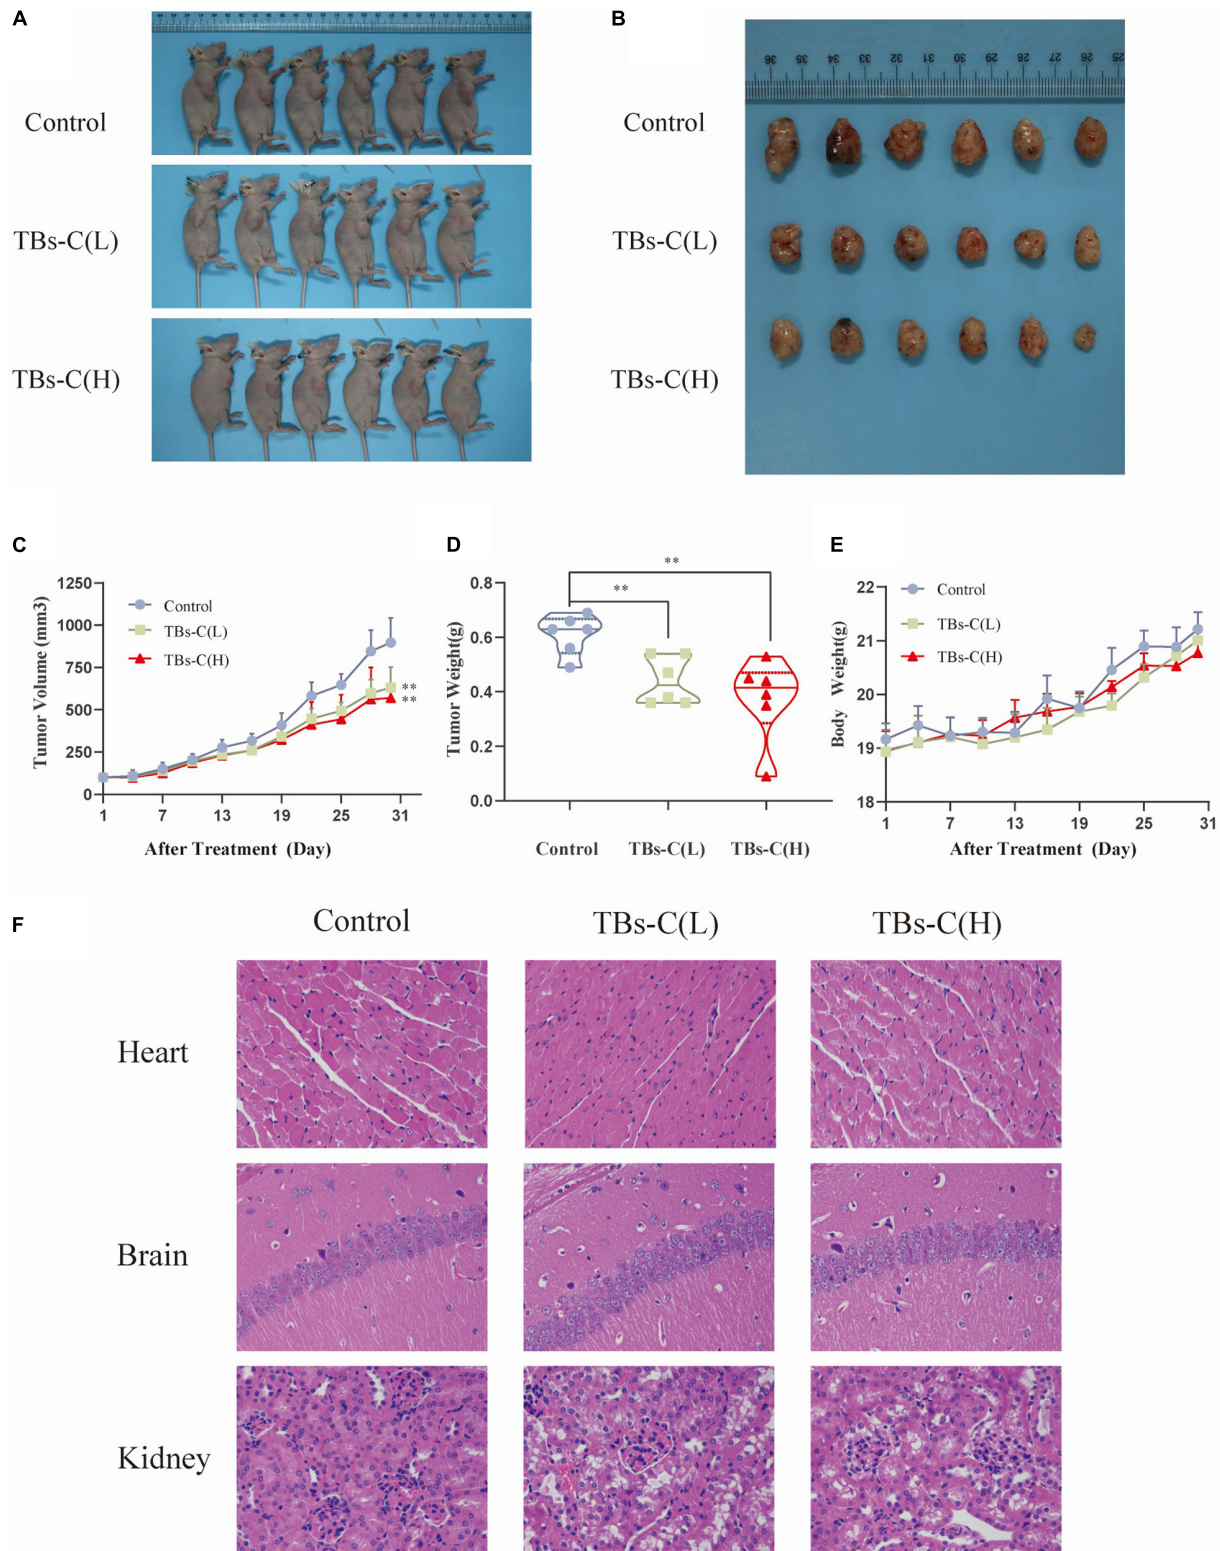 A
Control
TBs-C(L)
TBs-C(H)
B
36 35 34 33 32 31 30 29 28 27 26 25
Control
TBs-C(L)
TBs-C(H)
C
Tumor Volume (mm3)
1250
1000
750
500
250
0
Control
TBs-C(L)
TBs-C(H)
**
**
1 7 13 19 25 31
After Treatment (Day)
D
Tumor Weight(g)
0.8
0.6
0.4
0.2
0.0
**
**
Control TBs-C(L) TBs-C(H)
E
Body Weight(g)
22
21
20
19
18
Control
TBs-C(L)
TBs-C(H)
1 7 13 19 25 31
After Treatment (Day)
F
Control TBs-C(L) TBs-C(H)
Heart
Brain
Kidney